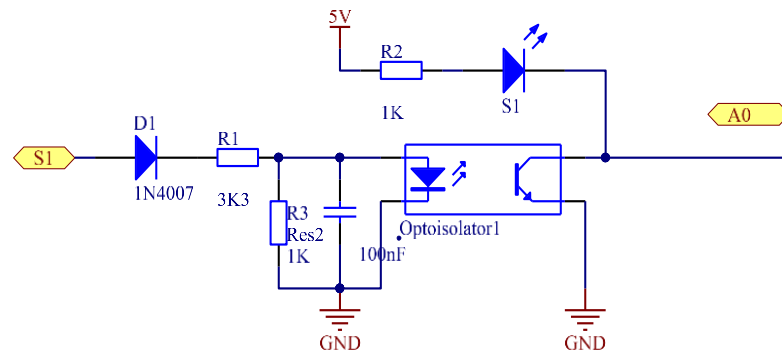 5V
R2
1K
S1
A0
D1
R1
S1
1N4007
3K3
R3
Res2
1K
100nF
Optoisolator1
GND
GND